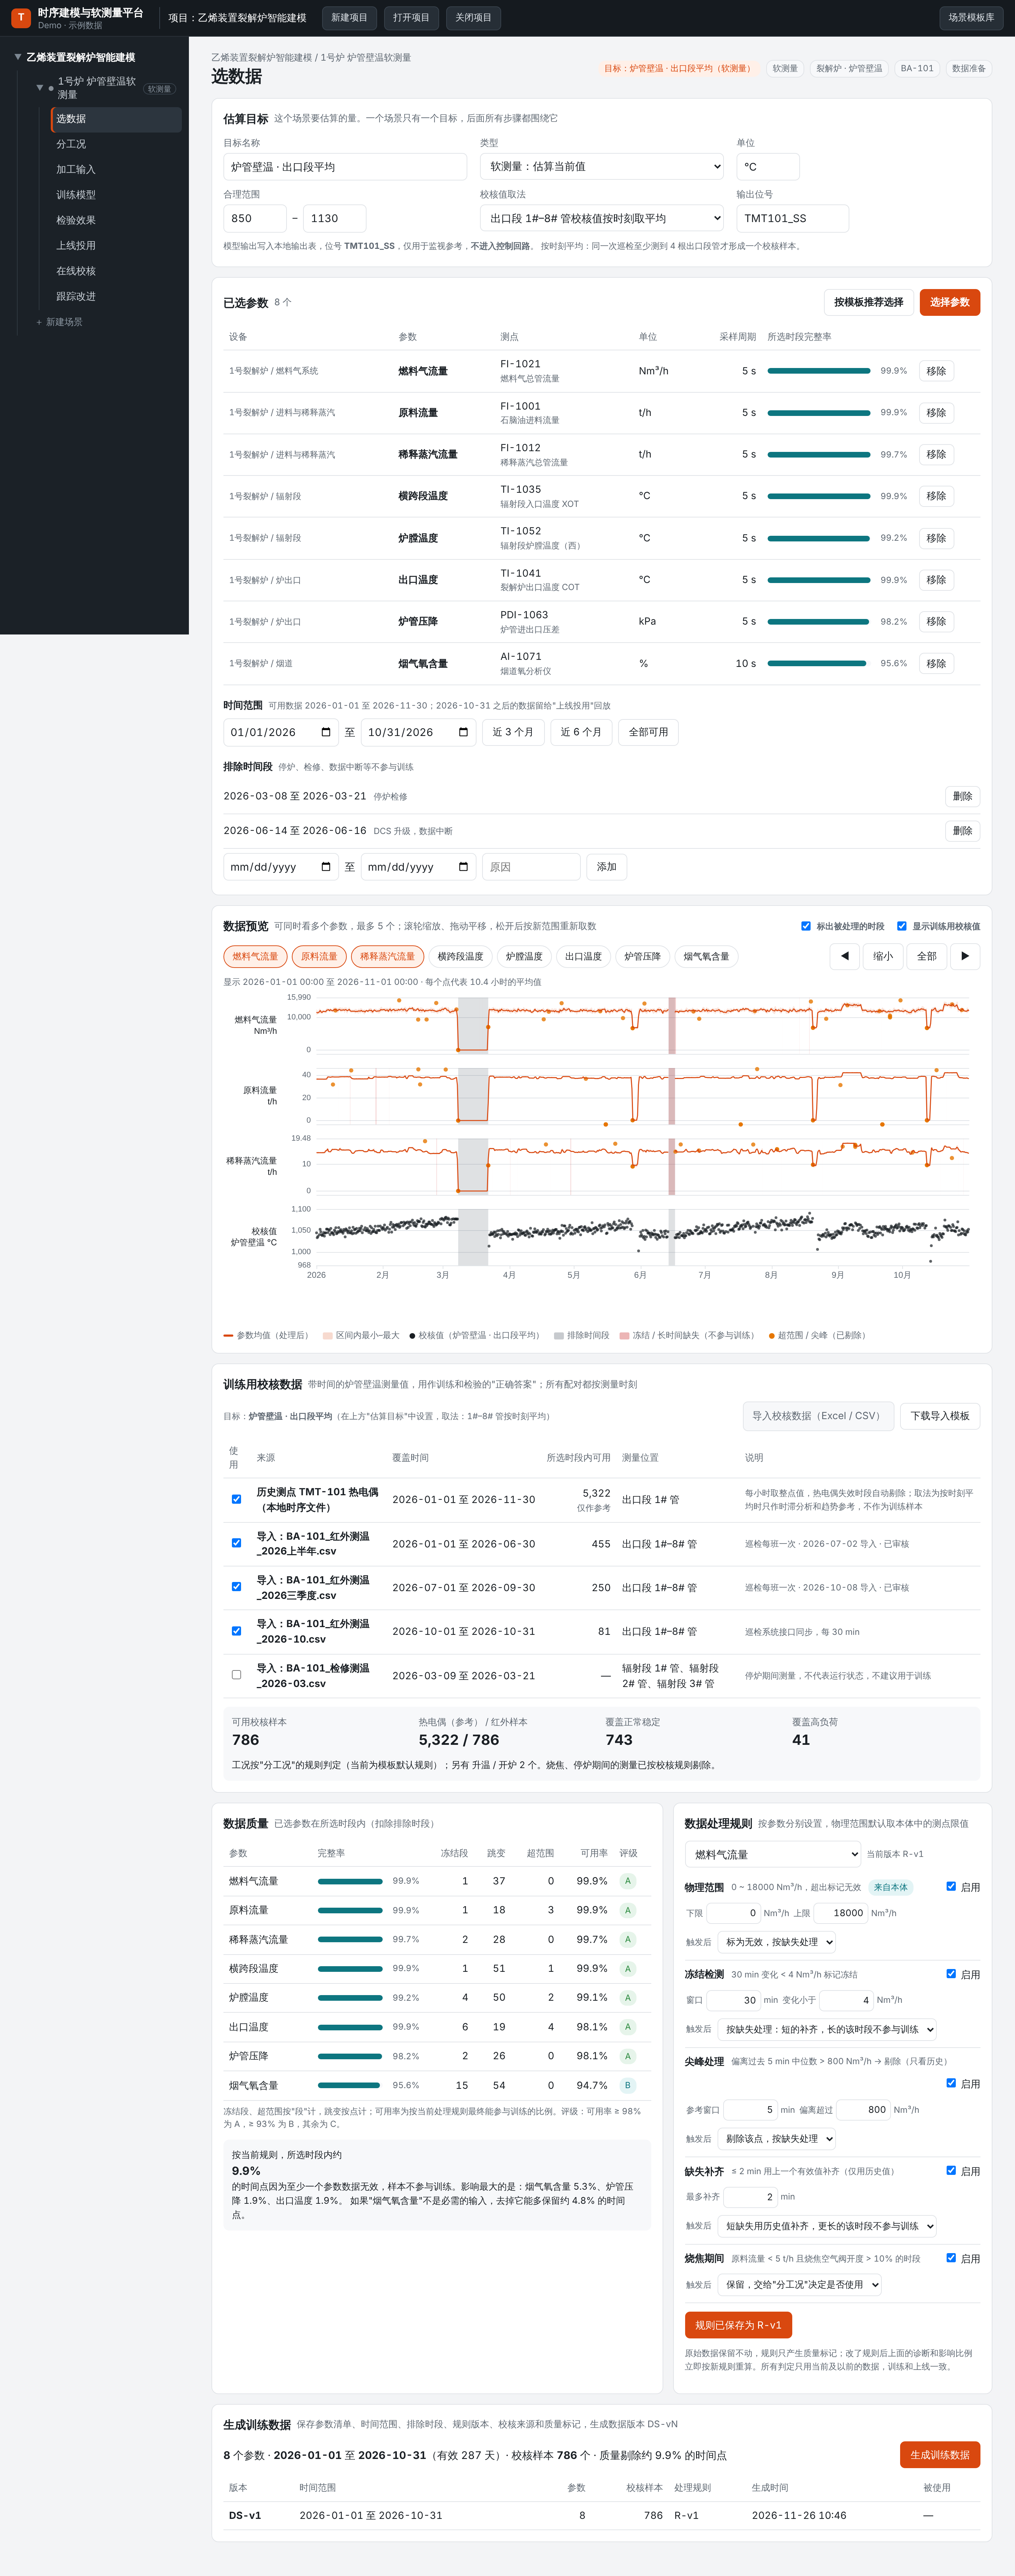 T
时序建模与软测量平台
Demo · 示例数据
项目：乙烯装置裂解炉智能建模
新建项目
打开项目
关闭项目
场景模板库
乙烯装置裂解炉智能建模
1号炉 炉管壁温软测量
软测量
选数据
分工况
加工输入
训练模型
检验效果
上线投用
在线校核
跟踪改进
+ 新建场景
乙烯装置裂解炉智能建模 / 1号炉 炉管壁温软测量
选数据
目标：炉管壁温 · 出口段平均（软测量）
软测量
裂解炉 · 炉管壁温
BA-101
数据准备
估算目标 这个场景要估算的量。一个场景只有一个目标，后面所有步骤都围绕它
目标名称 类型 单位
炉管壁温 · 出口段平均 软测量：估算当前值 °C
合理范围 校核值取法 输出位号
850 – 1130 出口段 1#–8# 管校核值按时刻取平均 TMT101_SS
模型输出写入本地输出表，位号 TMT101_SS，仅用于监视参考，不进入控制回路。 按时刻平均：同一次巡检至少测到 4 根出口段管才形成一个校核样本。
已选参数 8 个
按模板推荐选择
选择参数
设备 参数 测点 单位 采样周期 所选时段完整率
1号裂解炉 / 燃料气系统 燃料气流量 FI-1021 Nm³/h 5 s 99.9% 移除
燃料气总管流量
1号裂解炉 / 进料与稀释蒸汽 原料流量 FI-1001 t/h 5 s 99.9% 移除
石脑油进料流量
1号裂解炉 / 进料与稀释蒸汽 稀释蒸汽流量 FI-1012 t/h 5 s 99.7% 移除
稀释蒸汽总管流量
1号裂解炉 / 辐射段 横跨段温度 TI-1035 °C 5 s 99.9% 移除
辐射段入口温度 XOT
1号裂解炉 / 辐射段 炉膛温度 TI-1052 °C 5 s 99.2% 移除
辐射段炉膛温度（西）
1号裂解炉 / 炉出口 出口温度 TI-1041 °C 5 s 99.9% 移除
裂解炉出口温度 COT
1号裂解炉 / 炉出口 炉管压降 PDI-1063 kPa 5 s 98.2% 移除
炉管进出口压差
1号裂解炉 / 烟道 烟气氧含量 AI-1071 % 10 s 95.6% 移除
烟道氧分析仪
时间范围 可用数据 2026-01-01 至 2026-11-30；2026-10-31 之后的数据留给"上线投用"回放
01/01/2026 至 10/31/2026 近 3 个月 近 6 个月 全部可用
排除时间段 停炉、检修、数据中断等不参与训练
2026-03-08 至 2026-03-21 停炉检修 删除
2026-06-14 至 2026-06-16 DCS 升级，数据中断 删除
mm/dd/yyyy 至 mm/dd/yyyy 原因 添加
数据预览 可同时看多个参数，最多 5 个；滚轮缩放、拖动平移，松开后按新范围重新取数
标出被处理的时段 显示训练用校核值
燃料气流量 原料流量 稀释蒸汽流量 横跨段温度 炉膛温度 出口温度 炉管压降 烟气氧含量
◀ 缩小 全部 ▶
显示 2026-01-01 00:00 至 2026-11-01 00:00 · 每个点代表 10.4 小时的平均值
15,990
燃料气流量 10,000
Nm³/h
0
40
原料流量
t/h 20
0
19.48
稀释蒸汽流量
t/h 10
0
1,100
校核值 1,050
炉管壁温 °C
1,000
968
2026 2月 3月 4月 5月 6月 7月 8月 9月 10月
参数均值（处理后） 区间内最小–最大 校核值（炉管壁温 · 出口段平均） 排除时间段 冻结 / 长时间缺失（不参与训练） 超范围 / 尖峰（已剔除）
训练用校核数据 带时间的炉管壁温测量值，用作训练和检验的"正确答案"；所有配对都按测量时刻
目标：炉管壁温 · 出口段平均（在上方"估算目标"中设置，取法：1#–8# 管按时刻平均）
导入校核数据（Excel / CSV）
下载导入模板
使用 来源 覆盖时间 所选时段内可用 测量位置 说明
历史测点 TMT-101 热电偶（本地时序文件） 2026-01-01 至 2026-11-30 5,322 仅作参考 出口段 1# 管 每小时取整点值，热电偶失效时段自动剔除；取法为按时刻平均时只作时滞分析和趋势参考，不作为训练样本
导入：BA-101_红外测温_2026上半年.csv 2026-01-01 至 2026-06-30 455 出口段 1#–8# 管 巡检每班一次 · 2026-07-02 导入 · 已审核
导入：BA-101_红外测温_2026三季度.csv 2026-07-01 至 2026-09-30 250 出口段 1#–8# 管 巡检每班一次 · 2026-10-08 导入 · 已审核
导入：BA-101_红外测温_2026-10.csv 2026-10-01 至 2026-10-31 81 出口段 1#–8# 管 巡检系统接口同步，每 30 min
导入：BA-101_检修测温_2026-03.csv 2026-03-09 至 2026-03-21 — 辐射段 1# 管、辐射段 2# 管、辐射段 3# 管 停炉期间测量，不代表运行状态，不建议用于训练
可用校核样本 热电偶（参考） / 红外样本 覆盖正常稳定 覆盖高负荷
786 5,322 / 786 743 41
工况按"分工况"的规则判定（当前为模板默认规则）；另有 升温 / 开炉 2 个。烧焦、停炉期间的测量已按校核规则剔除。
数据质量 已选参数在所选时段内（扣除排除时段）
参数 完整率 冻结段 跳变 超范围 可用率 评级
燃料气流量 99.9% 1 37 0 99.9% A
原料流量 99.9% 1 18 3 99.9% A
稀释蒸汽流量 99.7% 2 28 0 99.7% A
横跨段温度 99.9% 1 51 1 99.9% A
炉膛温度 99.2% 4 50 2 99.1% A
出口温度 99.9% 6 19 4 98.1% A
炉管压降 98.2% 2 26 0 98.1% A
烟气氧含量 95.6% 15 54 0 94.7% B
冻结段、超范围按"段"计，跳变按点计；可用率为按当前处理规则最终能参与训练的比例。评级：可用率 ≥ 98%
为 A，≥ 93% 为 B，其余为 C。
按当前规则，所选时段内约
9.9%
的时间点因为至少一个参数数据无效，样本不参与训练。影响最大的是：烟气氧含量 5.3%、炉管压
降 1.9%、出口温度 1.9%。 如果"烟气氧含量"不是必需的输入，去掉它能多保留约 4.8% 的时间
点。
数据处理规则 按参数分别设置，物理范围默认取本体中的测点限值
燃料气流量 当前版本 R-v1
物理范围 0 ~ 18000 Nm³/h，超出标记无效 来自本体 启用
下限 0 Nm³/h 上限 18000 Nm³/h
触发后 标为无效，按缺失处理
冻结检测 30 min 变化 < 4 Nm³/h 标记冻结 启用
窗口 30 min 变化小于 4 Nm³/h
触发后 按缺失处理：短的补齐，长的该时段不参与训练
尖峰处理 偏离过去 5 min 中位数 > 800 Nm³/h → 剔除（只看历史）
启用
参考窗口 5 min 偏离超过 800 Nm³/h
触发后 剔除该点，按缺失处理
缺失补齐 ≤ 2 min 用上一个有效值补齐（仅用历史值） 启用
最多补齐 2 min
触发后 短缺失用历史值补齐，更长的该时段不参与训练
烧焦期间 原料流量 < 5 t/h 且烧焦空气阀开度 > 10% 的时段 启用
触发后 保留，交给"分工况"决定是否使用
规则已保存为 R-v1
原始数据保留不动，规则只产生质量标记；改了规则后上面的诊断和影响比例
立即按新规则重算。所有判定只用当前及以前的数据，训练和上线一致。
生成训练数据 保存参数清单、时间范围、排除时段、规则版本、校核来源和质量标记，生成数据版本 DS-vN
8 个参数 · 2026-01-01 至 2026-10-31（有效 287 天）· 校核样本 786 个 · 质量剔除约 9.9% 的时间点
生成训练数据
版本 时间范围 参数 校核样本 处理规则 生成时间 被使用
DS-v1 2026-01-01 至 2026-10-31 8 786 R-v1 2026-11-26 10:46 —